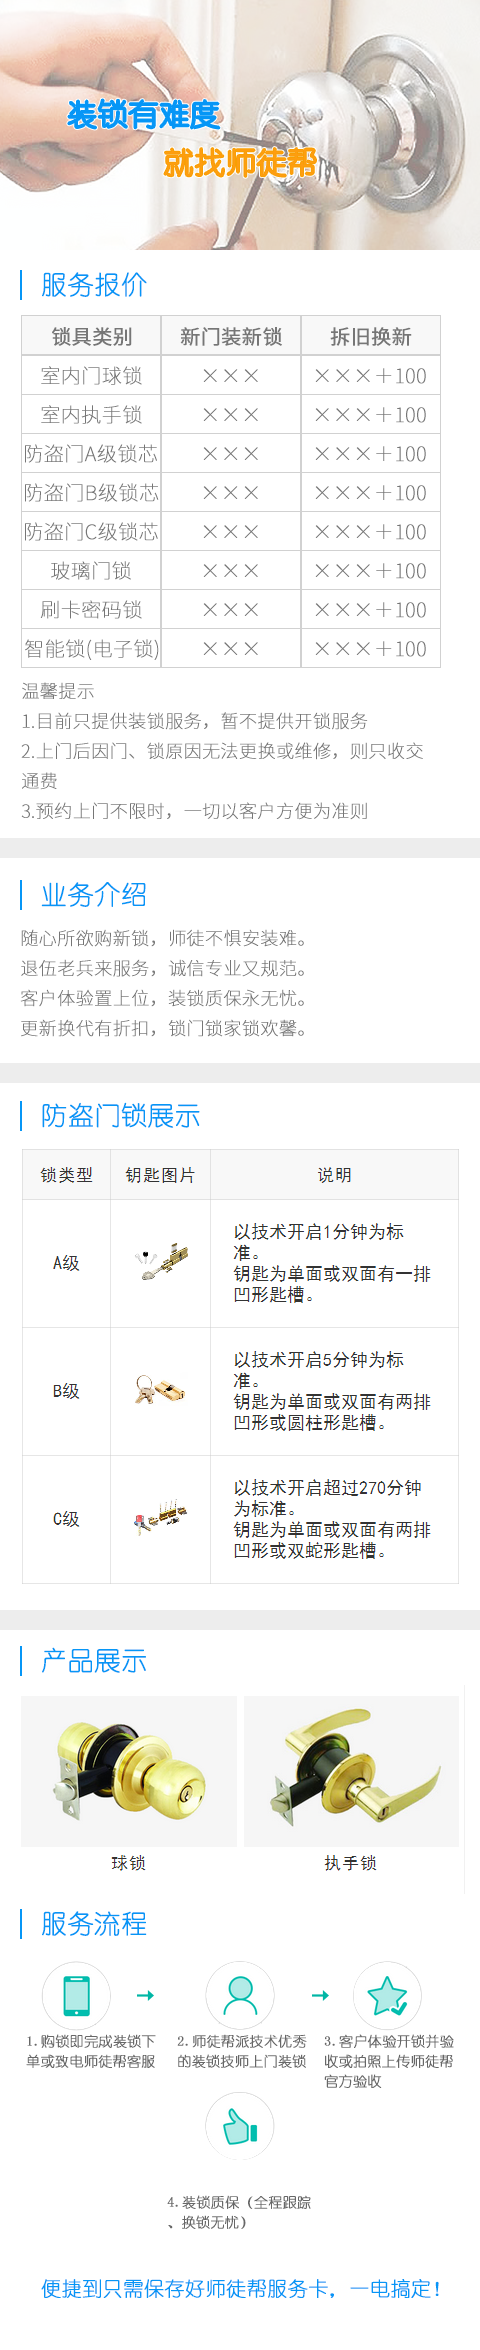 装锁有难度
就找师徒帮
服务报价
锁具类别 新门装新锁 拆旧换新
室内门球锁 ××× ×××+100
室内执手锁 ××× ×××+100
防盗门A级锁芯 ××× ×××+100
防盗门B级锁芯 ××× ×××+100
防盗门C级锁芯 ××× ×××+100
玻璃门锁 ××× ×××+100
刷卡密码锁 ××× ×××+100
智能锁(电子锁) ××× ×××+100
温馨提示
1.目前只提供装锁服务，暂不提供开锁服务
2.上门后因门、锁原因无法更换或维修，则只收交
通费
3.预约上门不限时，一切以客户方便为准则
业务介绍
随心所欲购新锁，师徒不惧安装难。
退伍老兵来服务，诚信专业又规范。
客户体验置上位，装锁质保永无忧。
更新换代有折扣，锁门锁家锁欢馨。
防盗门锁展示
锁类型 钥匙图片 说明
A级
以技术开启1分钟为标
准。
钥匙为单面或双面有一排
凹形匙槽。
B级
以技术开启5分钟为标
准。
钥匙为单面或双面有两排
凹形或圆柱形匙槽。
C级
以技术开启超过270分钟
为标准。
钥匙为单面或双面有两排
凹形或双蛇形匙槽。
产品展示
球锁
执手锁
服务流程
1.购锁即完成装锁下
单或致电师徒帮客服
2.师徒帮派技术优秀
的装锁技师上门装锁
3.客户体验开锁并验
收或拍照上传师徒帮
官方验收
4.装锁质保（全程跟踪
、换锁无忧）
便捷到只需保存好师徒帮服务卡，一电搞定！